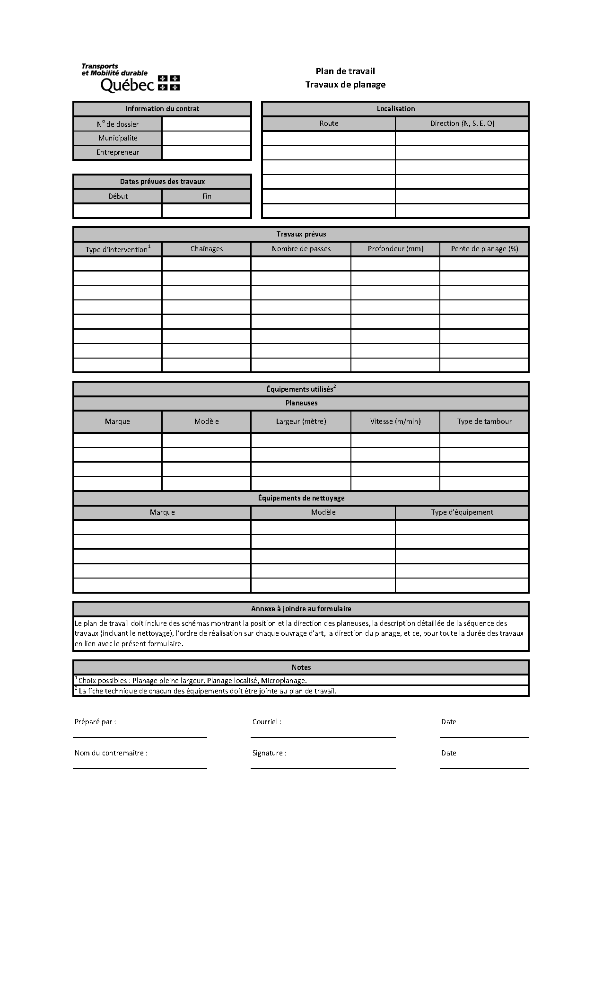 Transports
et Mobilité durable
Québec
Plan de travail
Travaux de planage
Information du contrat
Nº de dossier
Municipalité
Entrepreneur
Localisation
Route Direction (N, S, E, O)
Dates prévues des travaux
Début Fin
Travaux prévus
Type d’intervention¹ Chaînages Nombre de passes Profondeur (mm) Pente de planage (%)
Équipements utilisés²
Planeuses
Marque Modèle Largeur (mètre) Vitesse (m/min) Type de tambour
Équipements de nettoyage
Marque Modèle Type d’équipement
Annexe à joindre au formulaire
Le plan de travail doit inclure des schémas montrant la position et la direction des planeuses, la description détaillée de la séquence des
travaux (incluant le nettoyage), l’ordre de réalisation sur chaque ouvrage d’art, la direction du planage, et ce, pour toute la durée des travaux
en lien avec le présent formulaire.
Notes
¹ Choix possibles : Planage pleine largeur, Planage localisé, Microplanage.
² La fiche technique de chacun des équipements doit être jointe au plan de travail.
Préparé par : Courriel : Date
Nom du contremaître : Signature : Date